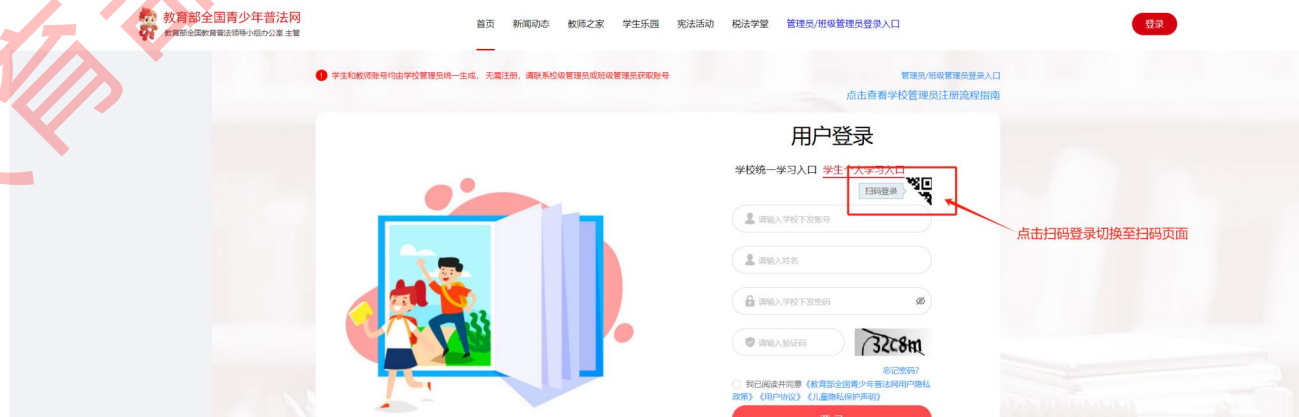 教育部全国青少年普法网
教育部全国教育普法领导小组办公室 主管
首页 新闻动态 教师之家 学生乐园 宪法活动 税法学堂 管理员/班级管理员登录入口
登录
学生和教师账号均由学校管理员统一生成，无需注册，请联系校级管理员或班级管理员获取账号
管理员/班级管理员登录入口
点击查看学校管理员注册流程指南
用户登录
学校统一学习入口 学生个人学习入口
扫码登录
请输入学校下发账号
点击扫码登录切换至扫码页面
请输入姓名
请输入学校下发密码
请输入验证码
32c8m
忘记密码?
我已阅读并同意《教育部全国青少年普法网用户隐私
政策》《用户协议》《儿童隐私保护声明》
登录
育